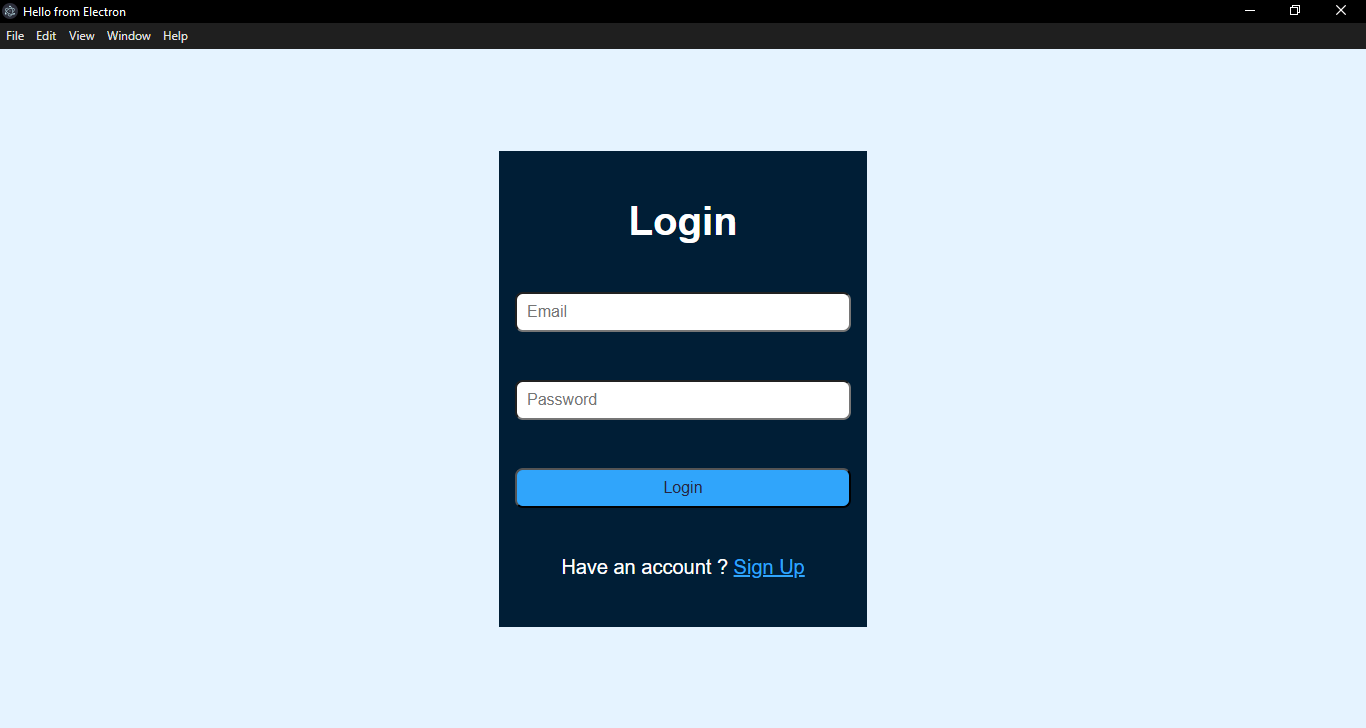 Hello from Electron
File Edit View Window Help
Login
Email
Password
Login
Have an account ? Sign Up